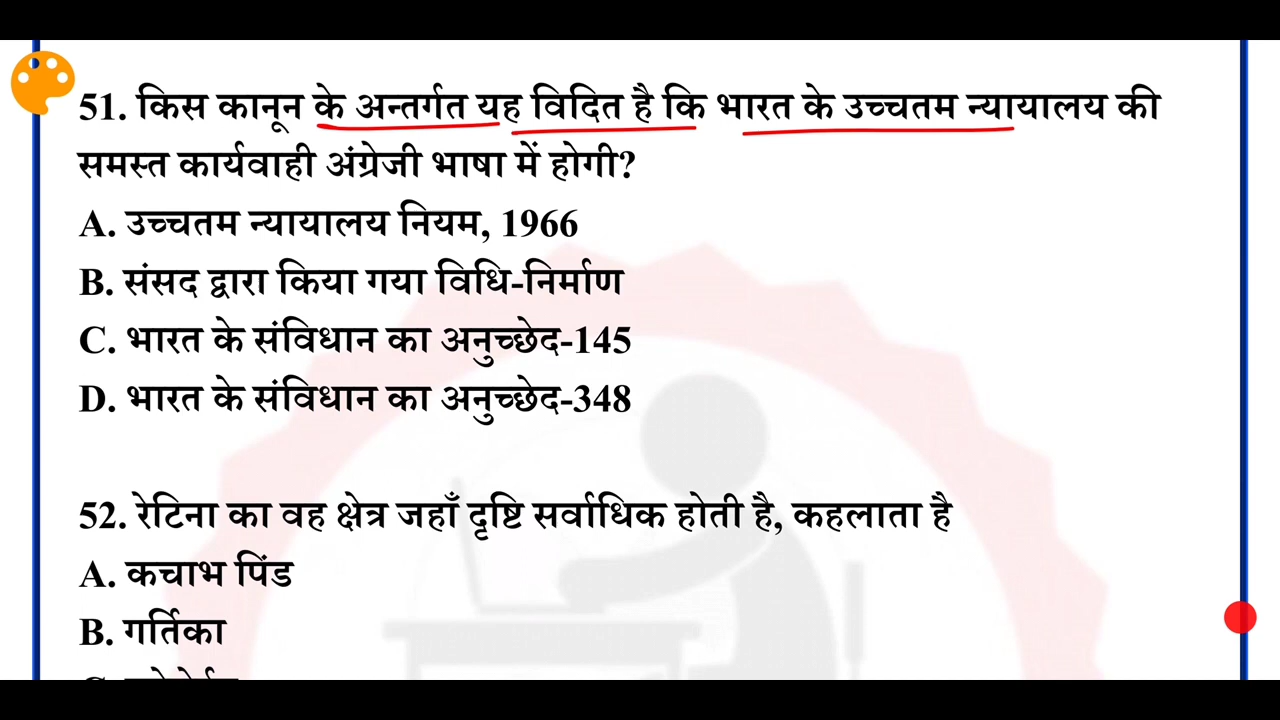 51. किस कानून के अन्तर्गत यह विदित है कि भारत के उच्चतम न्यायालय की
समस्त कार्यवाही अंग्रेजी भाषा में होगी?
A. उच्चतम न्यायालय नियम, 1966
B. संसद द्वारा किया गया विधि-निर्माण
C. भारत के संविधान का अनुच्छेद-145
D. भारत के संविधान का अनुच्छेद-348
52. रेटिना का वह क्षेत्र जहाँ दृष्टि सर्वाधिक होती है, कहलाता है
A. कचाभ पिंड
B. गर्तिका